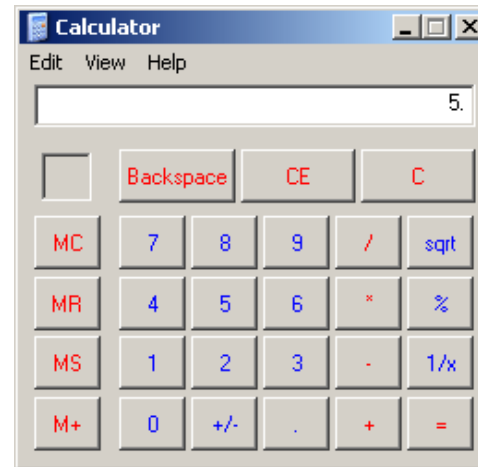 Calculator
Edit View Help
5.
Backspace CE C
MC 7 8 9 / sqrt
MR 4 5 6 * %
MS 1 2 3 - 1/x
M+ 0 +/- . + =